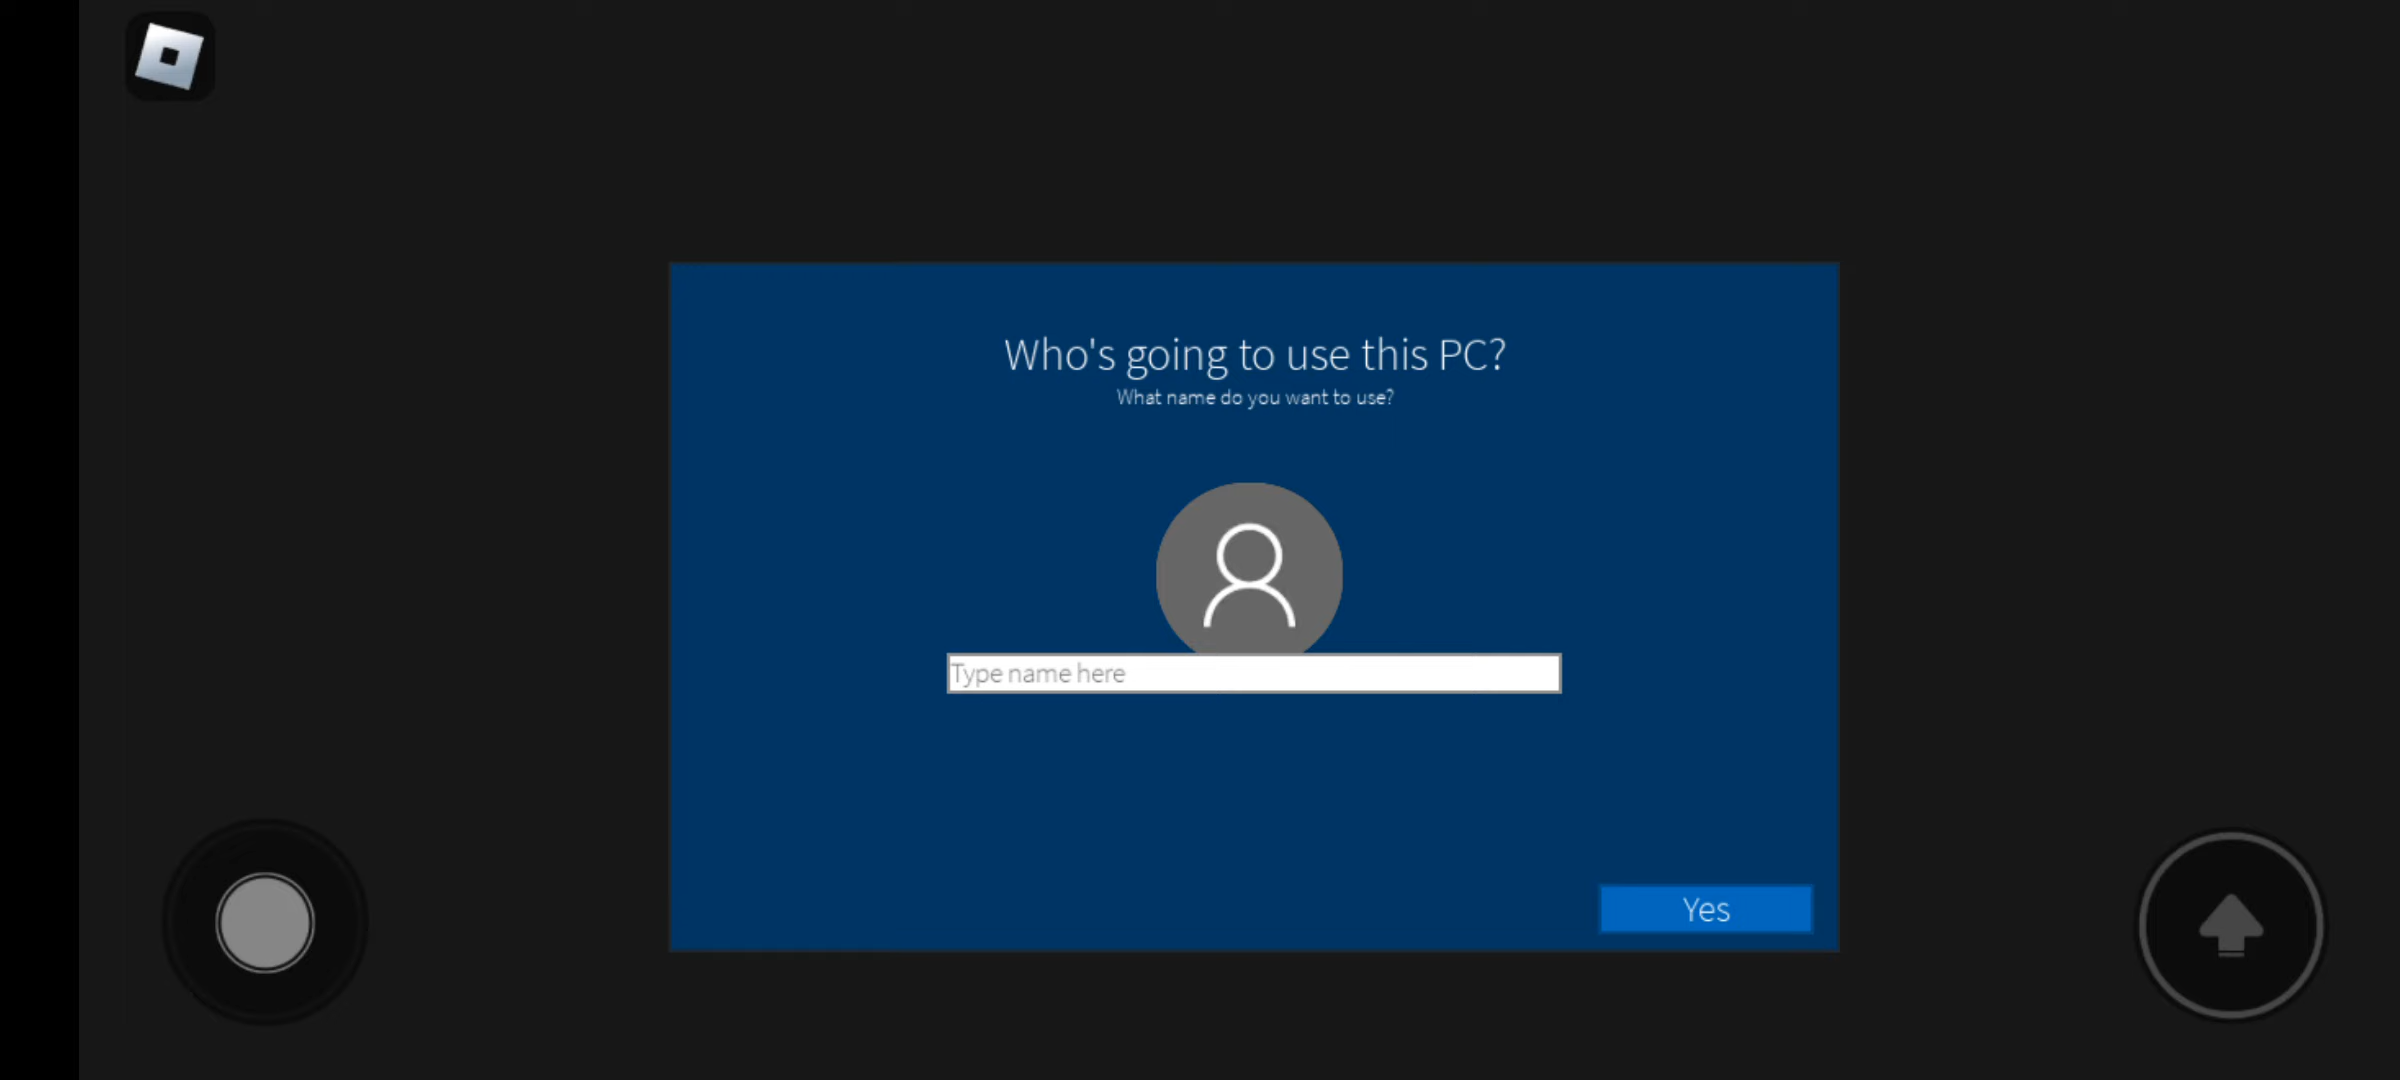 Who's going to use this PC?
What name do you want to use?
Type name here
Yes